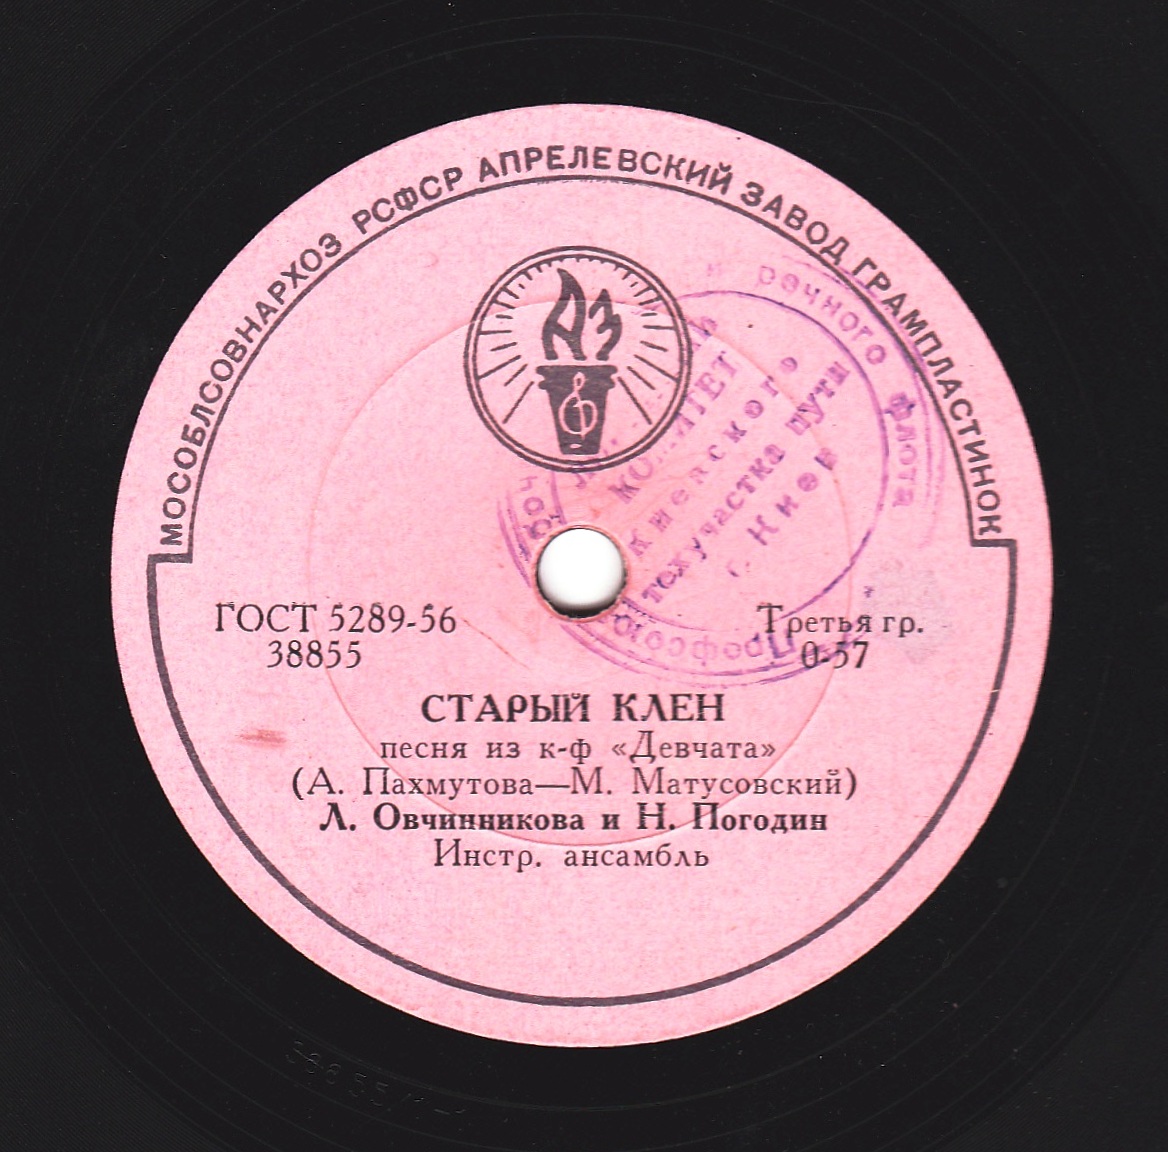 МОСОБЛСОВНАРХОЗ РСФСР АПРЕЛЕВСКИЙ ЗАВОД ГРАМПЛАСТИНОК
АЗ
и речного флота
Профсоюз
КОМИТЕТ
Киевского
техучастка пути
г. Киев
ГОСТ 5289-56
38855
Третья гр.
0-57
СТАРЫЙ КЛЕН
песня из к-ф «Девчата»
(А. Пахмутова—М. Матусовский)
Л. Овчинникова и Н. Погодин
Инстр. ансамбль